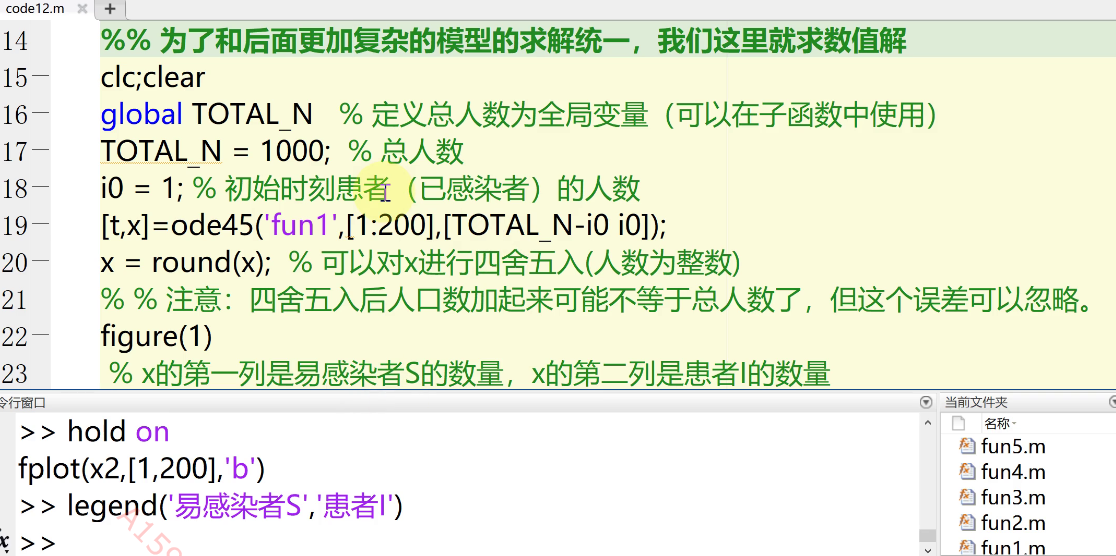 code12.m
14 %% 为了和后面更加复杂的模型的求解统一，我们这里就求数值解
15 clc;clear
16 global TOTAL_N % 定义总人数为全局变量（可以在子函数中使用）
17 TOTAL_N = 1000; % 总人数
18 i0 = 1; % 初始时刻患者（已感染者）的人数
19 [t,x]=ode45('fun1',[1:200],[TOTAL_N-i0 i0]);
20 x = round(x); % 可以对x进行四舍五入(人数为整数)
21 % % 注意：四舍五入后人口数加起来可能不等于总人数了，但这个误差可以忽略。
22 figure(1)
23 % x的第一列是易感染者S的数量，x的第二列是患者I的数量
令行窗口
>> hold on
fplot(x2,[1,200],'b')
>> legend('易感染者S','患者I')
>>
当前文件夹
名称
fun5.m
fun4.m
fun3.m
fun2.m
fun1.m